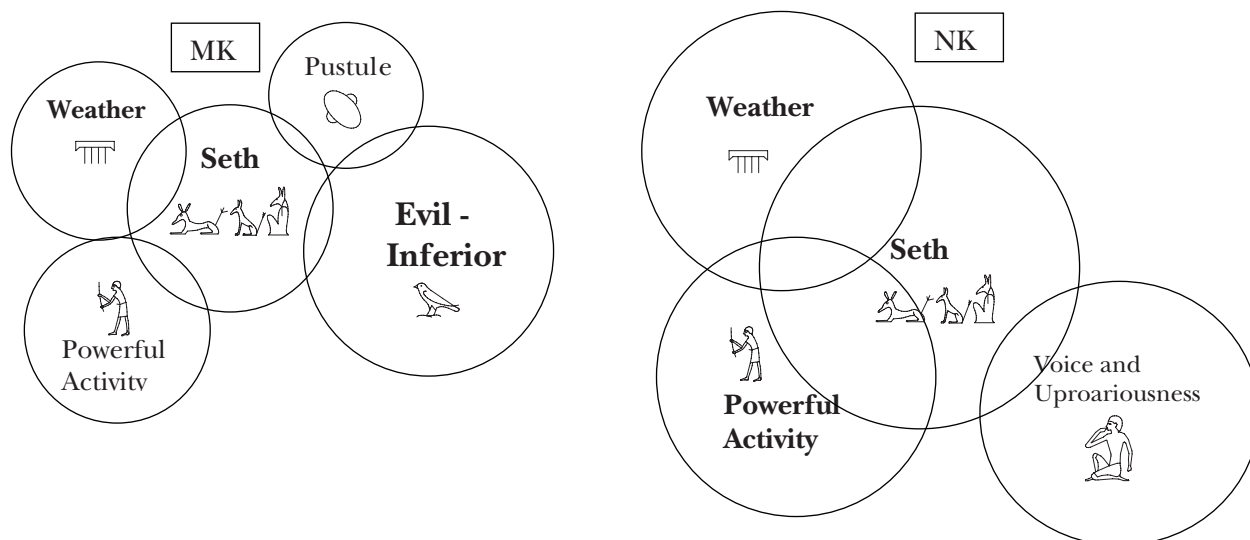 MK
Pustule
Weather
Seth
Evil -
Inferior
Powerful
Activity
NK
Weather
Seth
Voice and
Uproariousness
Powerful
Activity